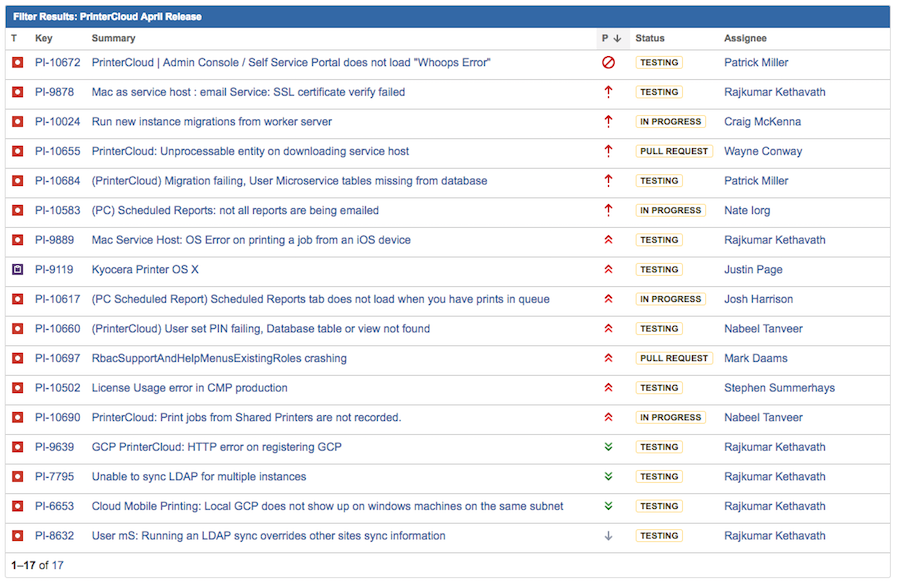 Filter Results: PrinterCloud April Release
T Key Summary P Status Assignee
PI-10672 PrinterCloud | Admin Console / Self Service Portal does not load "Whoops Error" TESTING Patrick Miller
PI-9878 Mac as service host : email Service: SSL certificate verify failed TESTING Rajkumar Kethavath
PI-10024 Run new instance migrations from worker server IN PROGRESS Craig McKenna
PI-10655 PrinterCloud: Unprocessable entity on downloading service host PULL REQUEST Wayne Conway
PI-10684 (PrinterCloud) Migration failing, User Microservice tables missing from database TESTING Patrick Miller
PI-10583 (PC) Scheduled Reports: not all reports are being emailed IN PROGRESS Nate Iorg
PI-9889 Mac Service Host: OS Error on printing a job from an iOS device TESTING Rajkumar Kethavath
PI-9119 Kyocera Printer OS X TESTING Justin Page
PI-10617 (PC Scheduled Report) Scheduled Reports tab does not load when you have prints in queue IN PROGRESS Josh Harrison
PI-10660 (PrinterCloud) User set PIN failing, Database table or view not found TESTING Nabeel Tanveer
PI-10697 RbacSupportAndHelpMenusExistingRoles crashing PULL REQUEST Mark Daams
PI-10502 License Usage error in CMP production TESTING Stephen Summerhays
PI-10690 PrinterCloud: Print jobs from Shared Printers are not recorded. IN PROGRESS Nabeel Tanveer
PI-9639 GCP PrinterCloud: HTTP error on registering GCP TESTING Rajkumar Kethavath
PI-7795 Unable to sync LDAP for multiple instances TESTING Rajkumar Kethavath
PI-6653 Cloud Mobile Printing: Local GCP does not show up on windows machines on the same subnet TESTING Rajkumar Kethavath
PI-8632 User mS: Running an LDAP sync overrides other sites sync information TESTING Rajkumar Kethavath
1–17 of 17